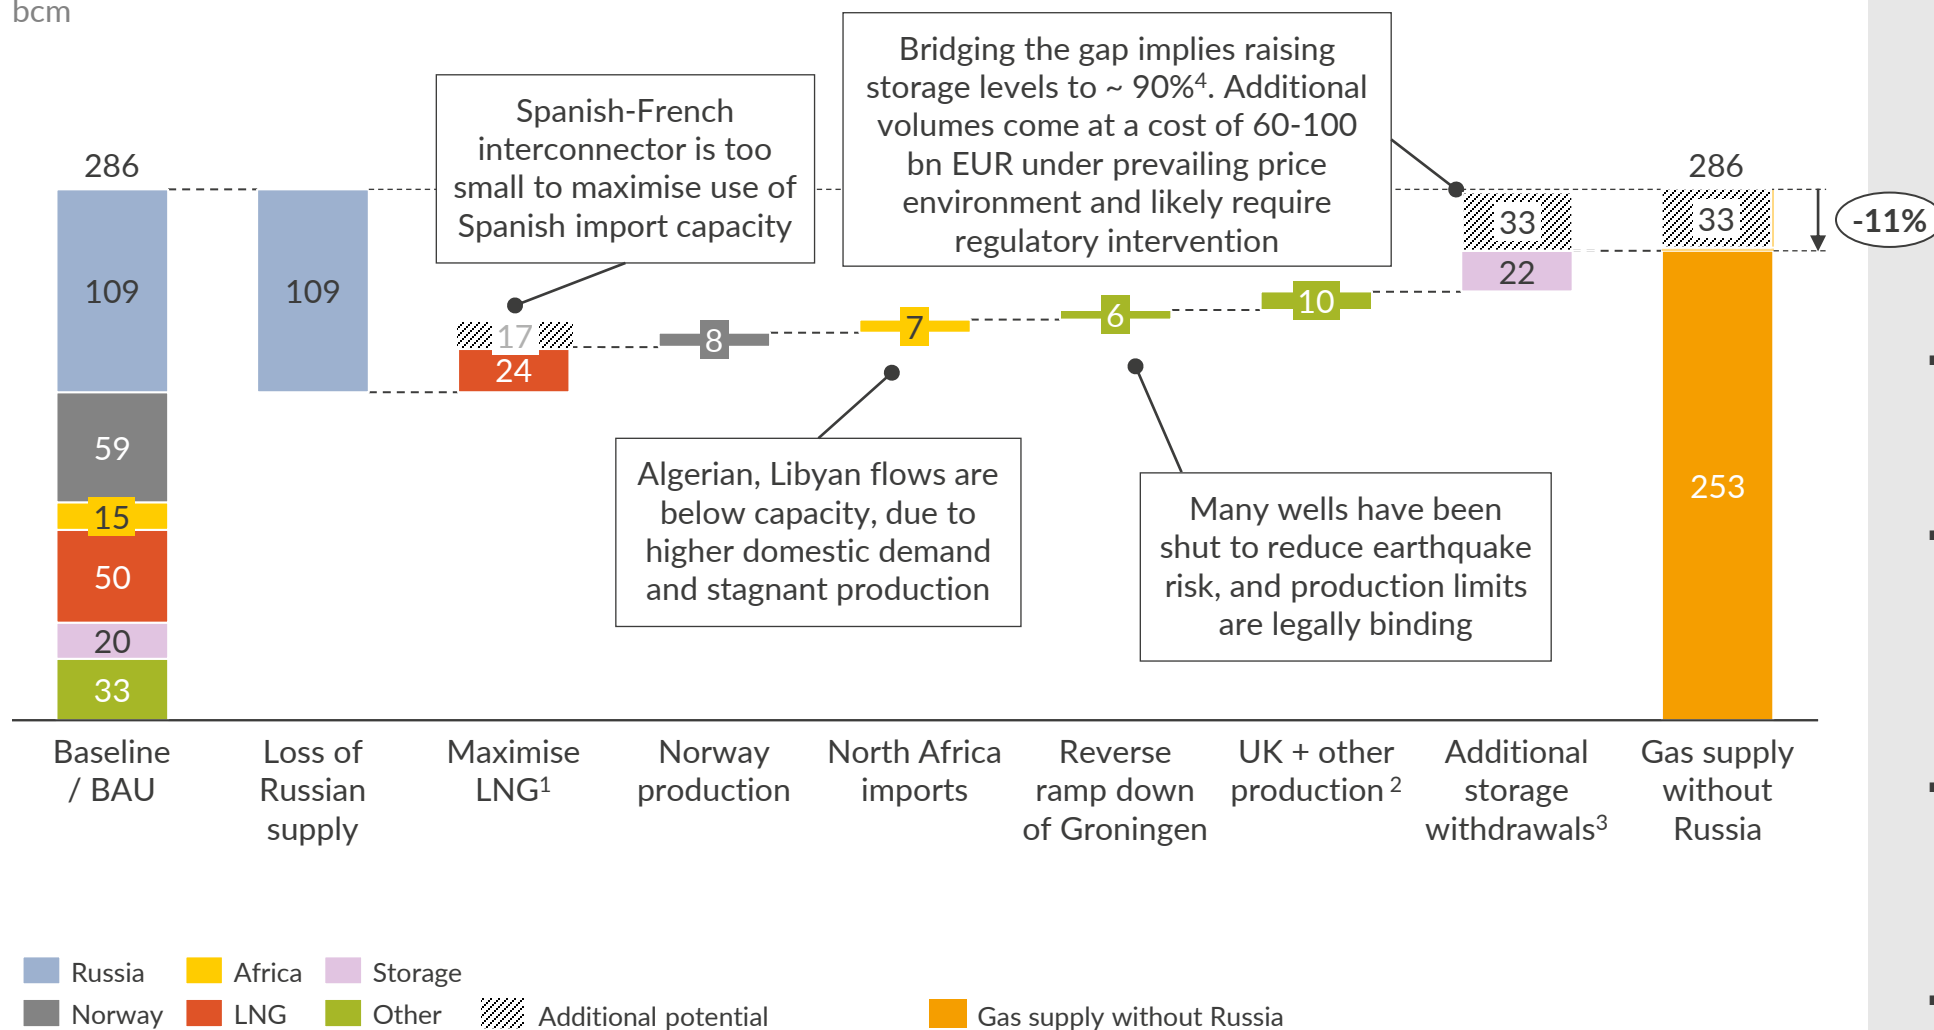 bcm
Spanish-French
interconnector is too
small to maximise use of
Spanish import capacity
Bridging the gap implies raising
storage levels to ~ 90%⁴. Additional
volumes come at a cost of 60-100
bn EUR under prevailing price
environment and likely require
regulatory intervention
286
109
59
15
50
20
33
109
17
24
8
7
6
10
33
22
286
33
253
-11%
Algerian, Libyan flows are
below capacity, due to
higher domestic demand
and stagnant production
Many wells have been
shut to reduce earthquake
risk, and production limits
are legally binding
Baseline
/ BAU
Loss of
Russian
supply
Maximise
LNG¹
Norway
production
North Africa
imports
Reverse
ramp down
of Groningen
UK + other
production ²
Additional
storage
withdrawals³
Gas supply
without
Russia
Russia
Africa
Storage
Norway
LNG
Other
Additional potential
Gas supply without Russia